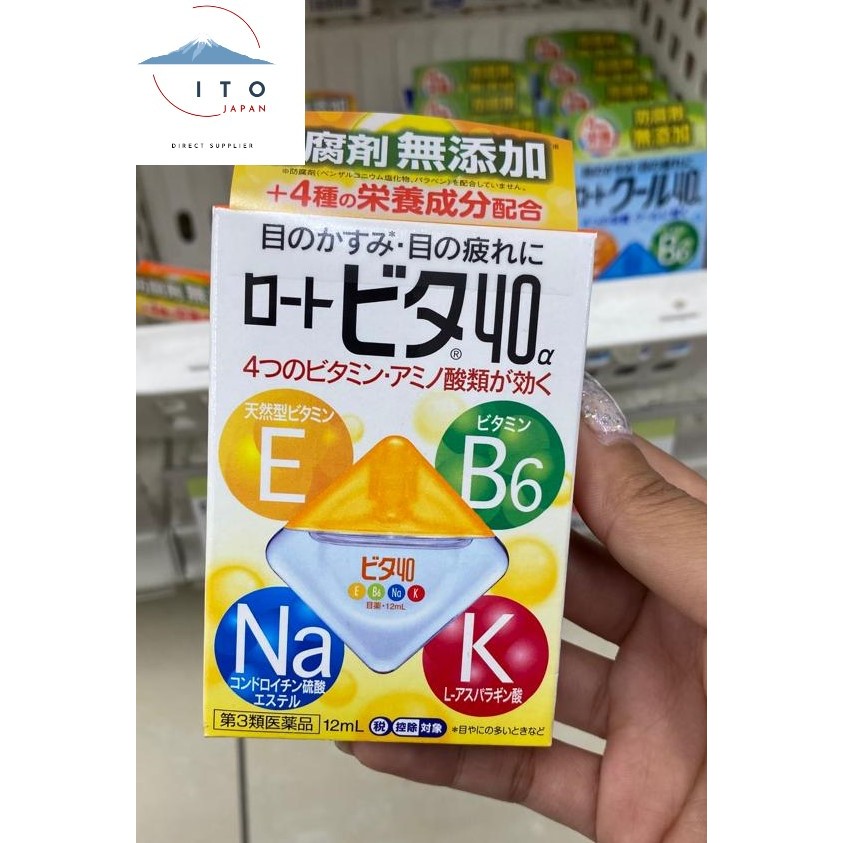 ITO
JAPAN
DIRECT SUPPLIER
腐剤 無添加
※防腐剤(ベンザルコニウム塩化物、パラベン)を配合していません。
+4種の栄養成分配合
目のかすみ*・目の疲れに
ロートビタ40α
®
4つのビタミン・アミノ酸類が効く
天然型ビタミン
E
ビタミン
B6
ビタ40
E B6 Na K
目薬・12mL
Na
コンドロイチン硫酸
エステル
K
L-アスパラギン酸
第3類医薬品 12mL 税 控除 対象 *目やにの多いときなど
防腐剤
無添加
ロートクール40α
B6